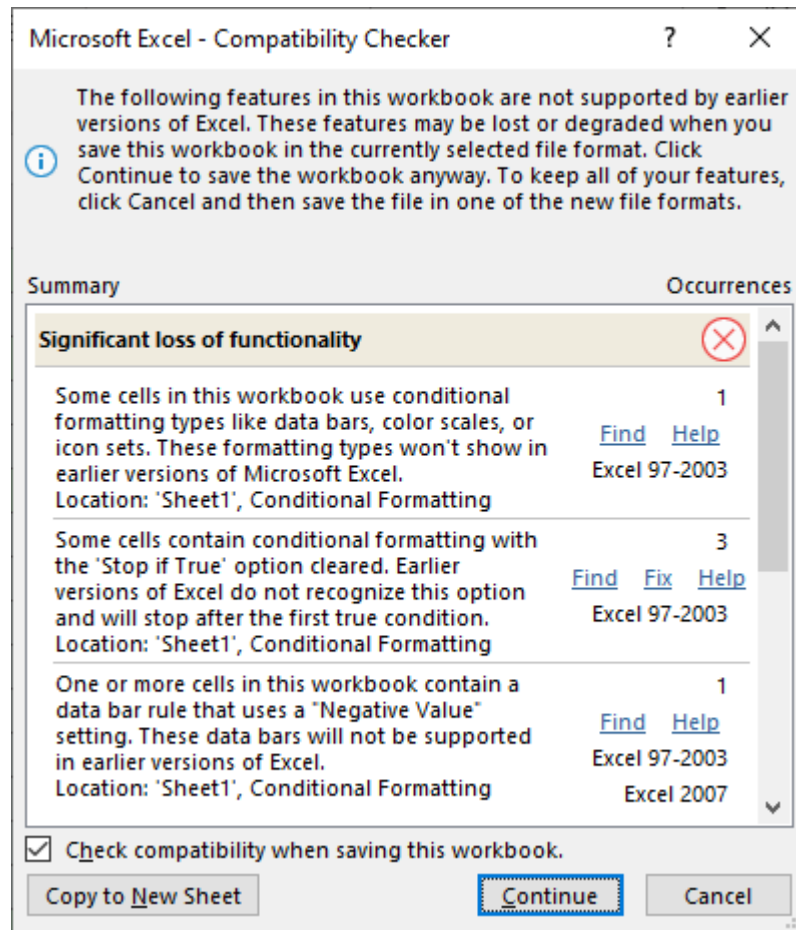 Microsoft Excel - Compatibility Checker ?
The following features in this workbook are not supported by earlier
versions of Excel. These features may be lost or degraded when you
save this workbook in the currently selected file format. Click
Continue to save the workbook anyway. To keep all of your features,
click Cancel and then save the file in one of the new file formats.
Summary Occurrences
Significant loss of functionality
Some cells in this workbook use conditional 1
formatting types like data bars, color scales, or
icon sets. These formatting types won't show in Find Help
earlier versions of Microsoft Excel. Excel 97-2003
Location: 'Sheet1', Conditional Formatting
Some cells contain conditional formatting with 3
the 'Stop if True' option cleared. Earlier
versions of Excel do not recognize this option Find Fix Help
and will stop after the first true condition. Excel 97-2003
Location: 'Sheet1', Conditional Formatting
One or more cells in this workbook contain a 1
data bar rule that uses a "Negative Value"
setting. These data bars will not be supported Find Help
in earlier versions of Excel. Excel 97-2003
Location: 'Sheet1', Conditional Formatting Excel 2007
Check compatibility when saving this workbook.
Copy to New Sheet Continue Cancel